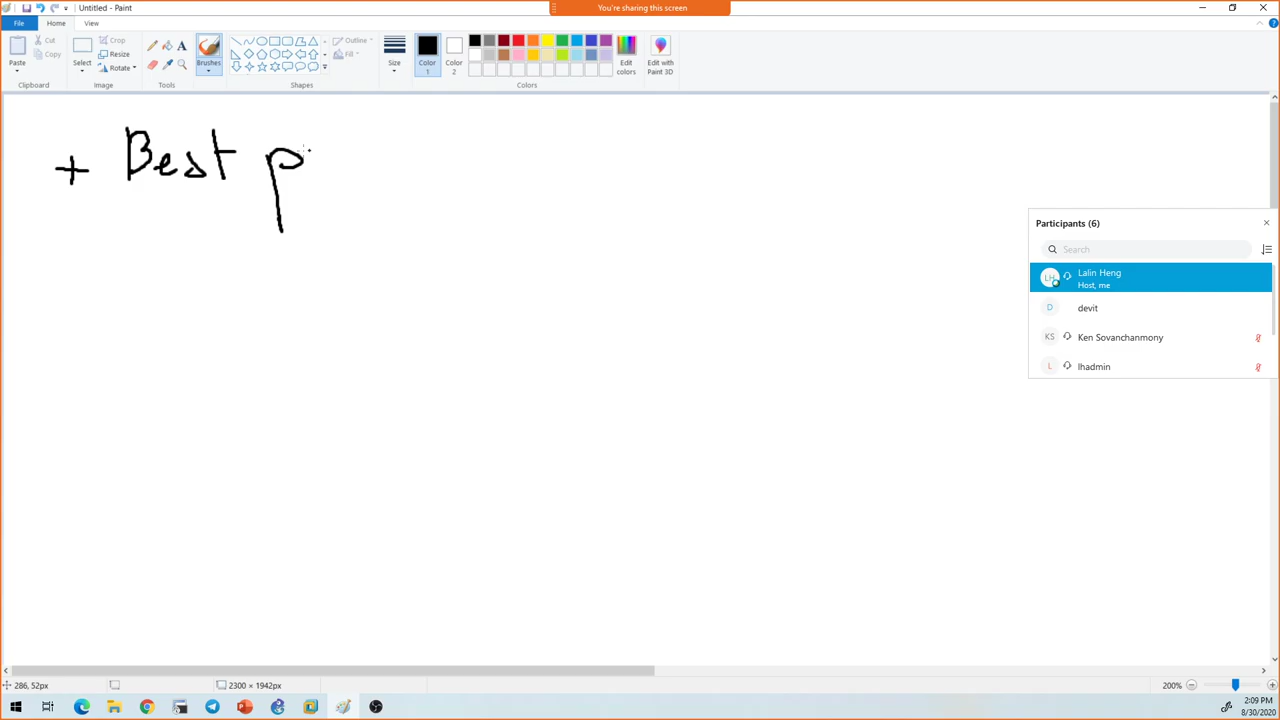 Untitled - Paint
You're sharing this screen
File Home View
Paste
Cut
Copy
Clipboard
Select
Crop
Resize
Rotate
Image
A
Tools
Brushes
Outline
Fill
Shapes
Size
Color 1
Color 2
Edit colors
Edit with Paint 3D
Colors
+ Best p
Participants (6)
Search
LH Lalin Heng
Host, me
D devit
KS Ken Sovanchanmony
L lhadmin
286, 52px
2300 × 1942px
200%
2:09 PM
8/30/2020